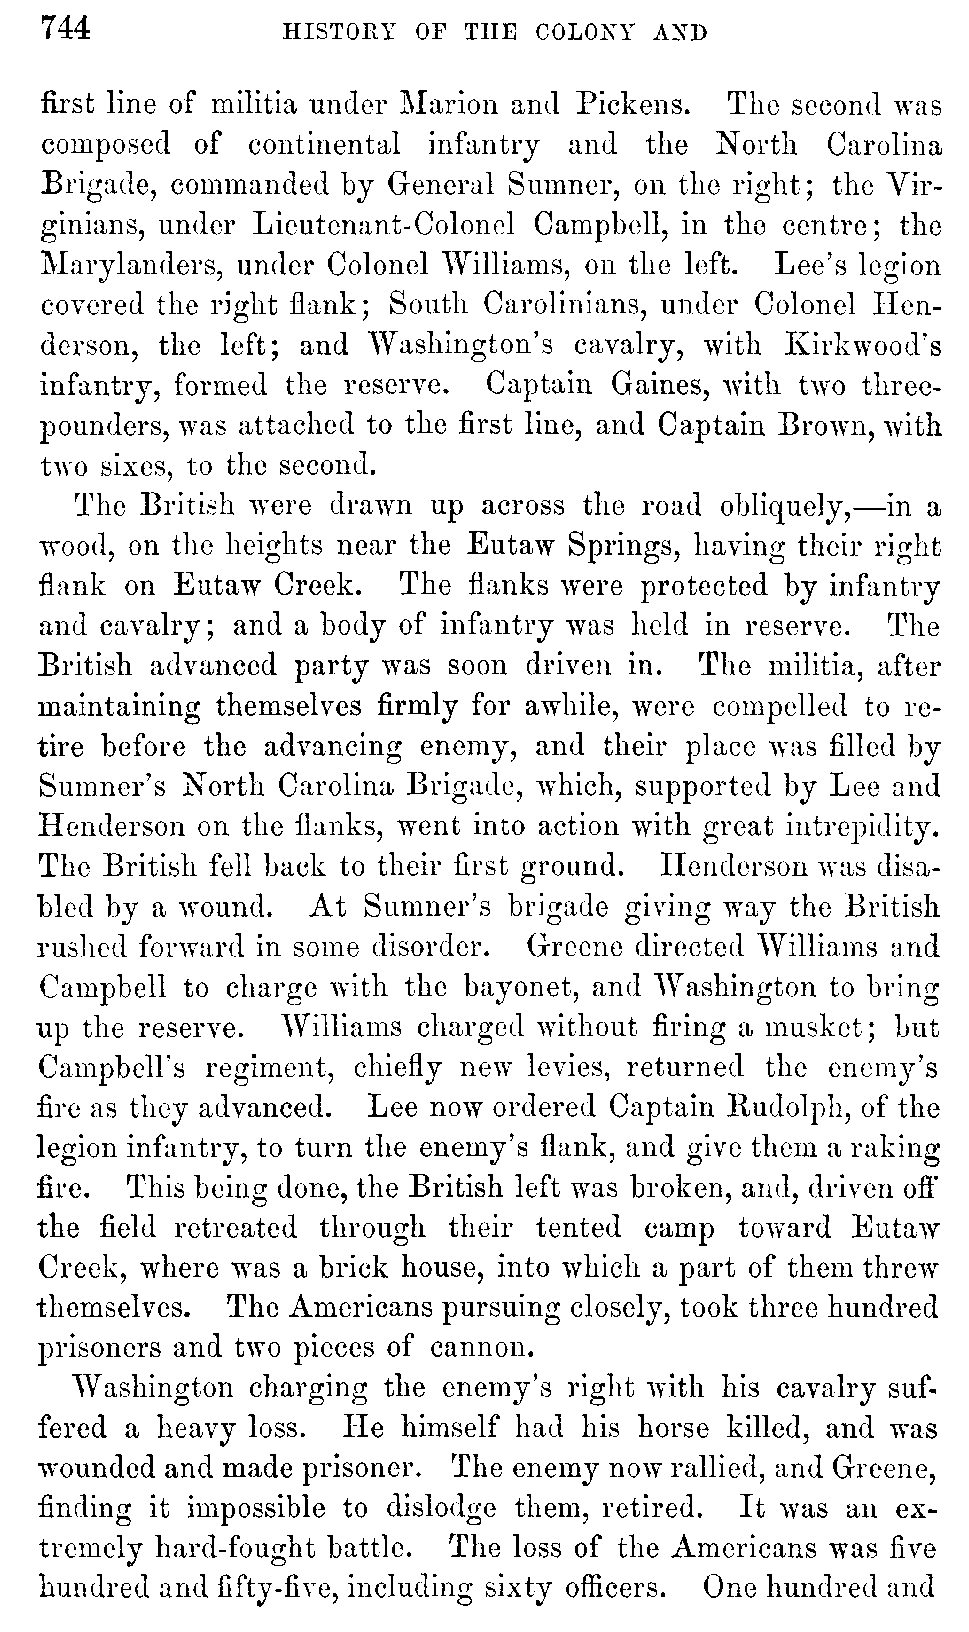 744 HISTORY OF THE COLONY AND
first line of militia under Marion and Pickens. The second was
composed of continental infantry and the North Carolina
Brigade, commanded by General Sumner, on the right; the Vir-
ginians, under Lieutenant-Colonel Campbell, in the centre; the
Marylanders, under Colonel Williams, on the left. Lee's legion
covered the right flank; South Carolinians, under Colonel Hen-
derson, the left; and Washington's cavalry, with Kirkwood's
infantry, formed the reserve. Captain Gaines, with two three-
pounders, was attached to the first line, and Captain Brown, with
two sixes, to the second.
The British were drawn up across the road obliquely,—in a
wood, on the heights near the Eutaw Springs, having their right
flank on Eutaw Creek. The flanks were protected by infantry
and cavalry; and a body of infantry was held in reserve. The
British advanced party was soon driven in. The militia, after
maintaining themselves firmly for awhile, were compelled to re-
tire before the advancing enemy, and their place was filled by
Sumner's North Carolina Brigade, which, supported by Lee and
Henderson on the flanks, went into action with great intrepidity.
The British fell back to their first ground. Henderson was disa-
bled by a wound. At Sumner's brigade giving way the British
rushed forward in some disorder. Greene directed Williams and
Campbell to charge with the bayonet, and Washington to bring
up the reserve. Williams charged without firing a musket; but
Campbell's regiment, chiefly new levies, returned the enemy's
fire as they advanced. Lee now ordered Captain Rudolph, of the
legion infantry, to turn the enemy's flank, and give them a raking
fire. This being done, the British left was broken, and, driven off
the field retreated through their tented camp toward Eutaw
Creek, where was a brick house, into which a part of them threw
themselves. The Americans pursuing closely, took three hundred
prisoners and two pieces of cannon.
Washington charging the enemy's right with his cavalry suf-
fered a heavy loss. He himself had his horse killed, and was
wounded and made prisoner. The enemy now rallied, and Greene,
finding it impossible to dislodge them, retired. It was an ex-
tremely hard-fought battle. The loss of the Americans was five
hundred and fifty-five, including sixty officers. One hundred and